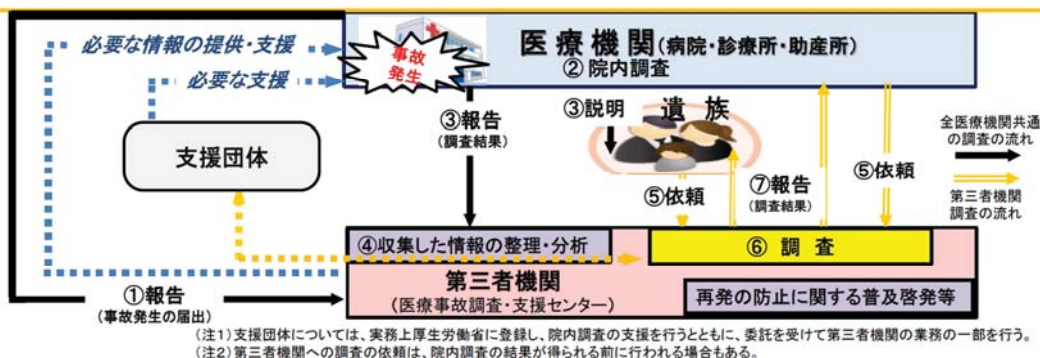 必要な情報の提供・支援
必要な支援
事故
発生
医療機関(病院・診療所・助産所)
②院内調査
支援団体
③報告
(調査結果)
③説明
遺族
⑤依頼
⑦報告
(調査結果)
⑤依頼
全医療機関共通
の調査の流れ
第三者機関
調査の流れ
④収集した情報の整理・分析
⑥調査
第三者機関
(医療事故調査・支援センター)
再発の防止に関する普及啓発等
①報告
(事故発生の届出)
(注1)支援団体については、実務上厚生労働省に登録し、院内調査の支援を行うとともに、委託を受けて第三者機関の業務の一部を行う。
(注2)第三者機関への調査の依頼は、院内調査の結果が得られる前に行われる場合もある。